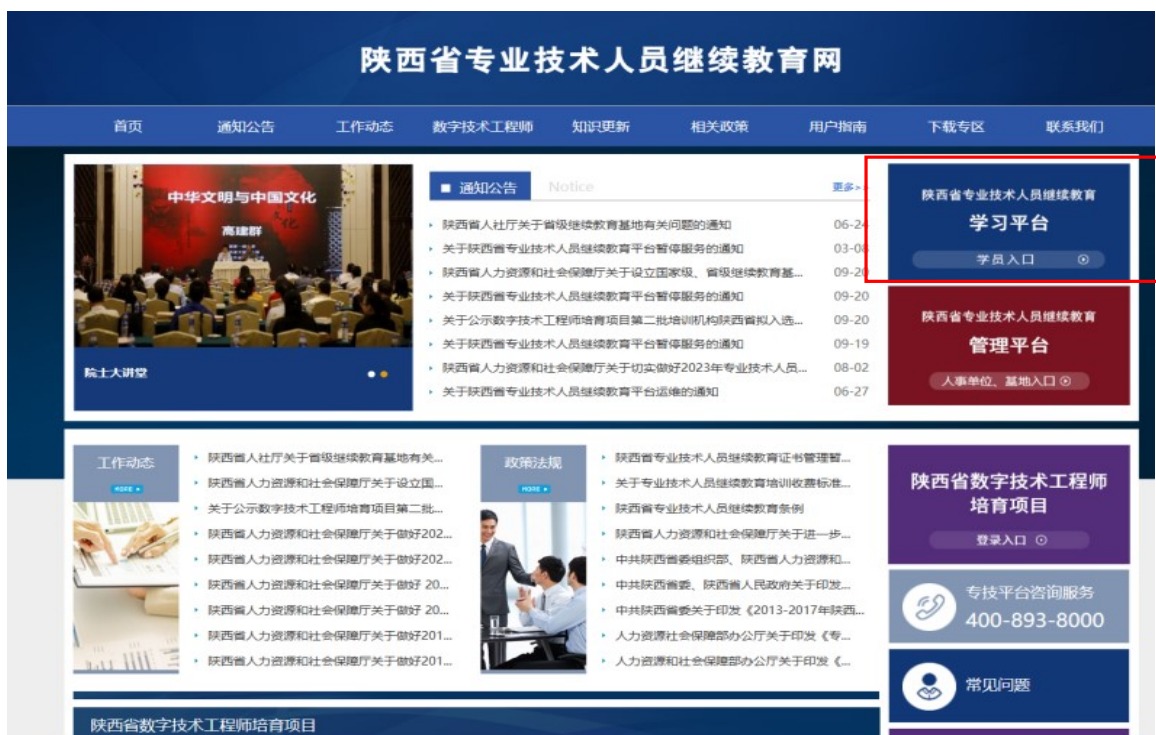 陕西省专业技术人员继续教育网
首页 通知公告 工作动态 数字技术工程师 知识更新 相关政策 用户指南 下载专区 联系我们
中华文明与中国文化
高建群
院士大讲堂
通知公告 Notice 更多>>
陕西省人社厅关于省级继续教育基地有关问题的通知 06-24
关于陕西省专业技术人员继续教育平台暂停服务的通知 03-08
陕西省人力资源和社会保障厅关于设立国家级、省级继续教育基... 09-20
关于陕西省专业技术人员继续教育平台暂停服务的通知 09-20
关于公示数字技术工程师培育项目第二批培训机构陕西省拟入选... 09-20
关于陕西省专业技术人员继续教育平台暂停服务的通知 09-19
陕西省人力资源和社会保障厅关于切实做好2023年专业技术人员... 08-02
关于陕西省专业技术人员继续教育平台运维的通知 06-27
陕西省专业技术人员继续教育
学习平台
学员入口
陕西省专业技术人员继续教育
管理平台
人事单位、基地入口
工作动态
MORE
陕西省人社厅关于省级继续教育基地有关...
陕西省人力资源和社会保障厅关于设立国...
关于公示数字技术工程师培育项目第二批...
陕西省人力资源和社会保障厅关于做好202...
陕西省人力资源和社会保障厅关于做好202...
陕西省人力资源和社会保障厅关于做好 20...
陕西省人力资源和社会保障厅关于做好 20...
陕西省人力资源和社会保障厅关于做好201...
陕西省人力资源和社会保障厅关于做好201...
政策法规
MORE
陕西省专业技术人员继续教育证书管理暂...
关于专业技术人员继续教育培训收费标准...
陕西省专业技术人员继续教育条例
陕西省人力资源和社会保障厅关于进一步...
中共陕西省委组织部、陕西省人力资源和...
中共陕西省委、陕西省人民政府关于印发...
中共陕西省委关于印发《2013-2017年陕西...
人力资源社会保障部办公厅关于印发《专...
人力资源和社会保障部办公厅关于印发《...
陕西省数字技术工程师
培育项目
登录入口
专技平台咨询服务
400-893-8000
常见问题
陕西省数字技术工程师培育项目